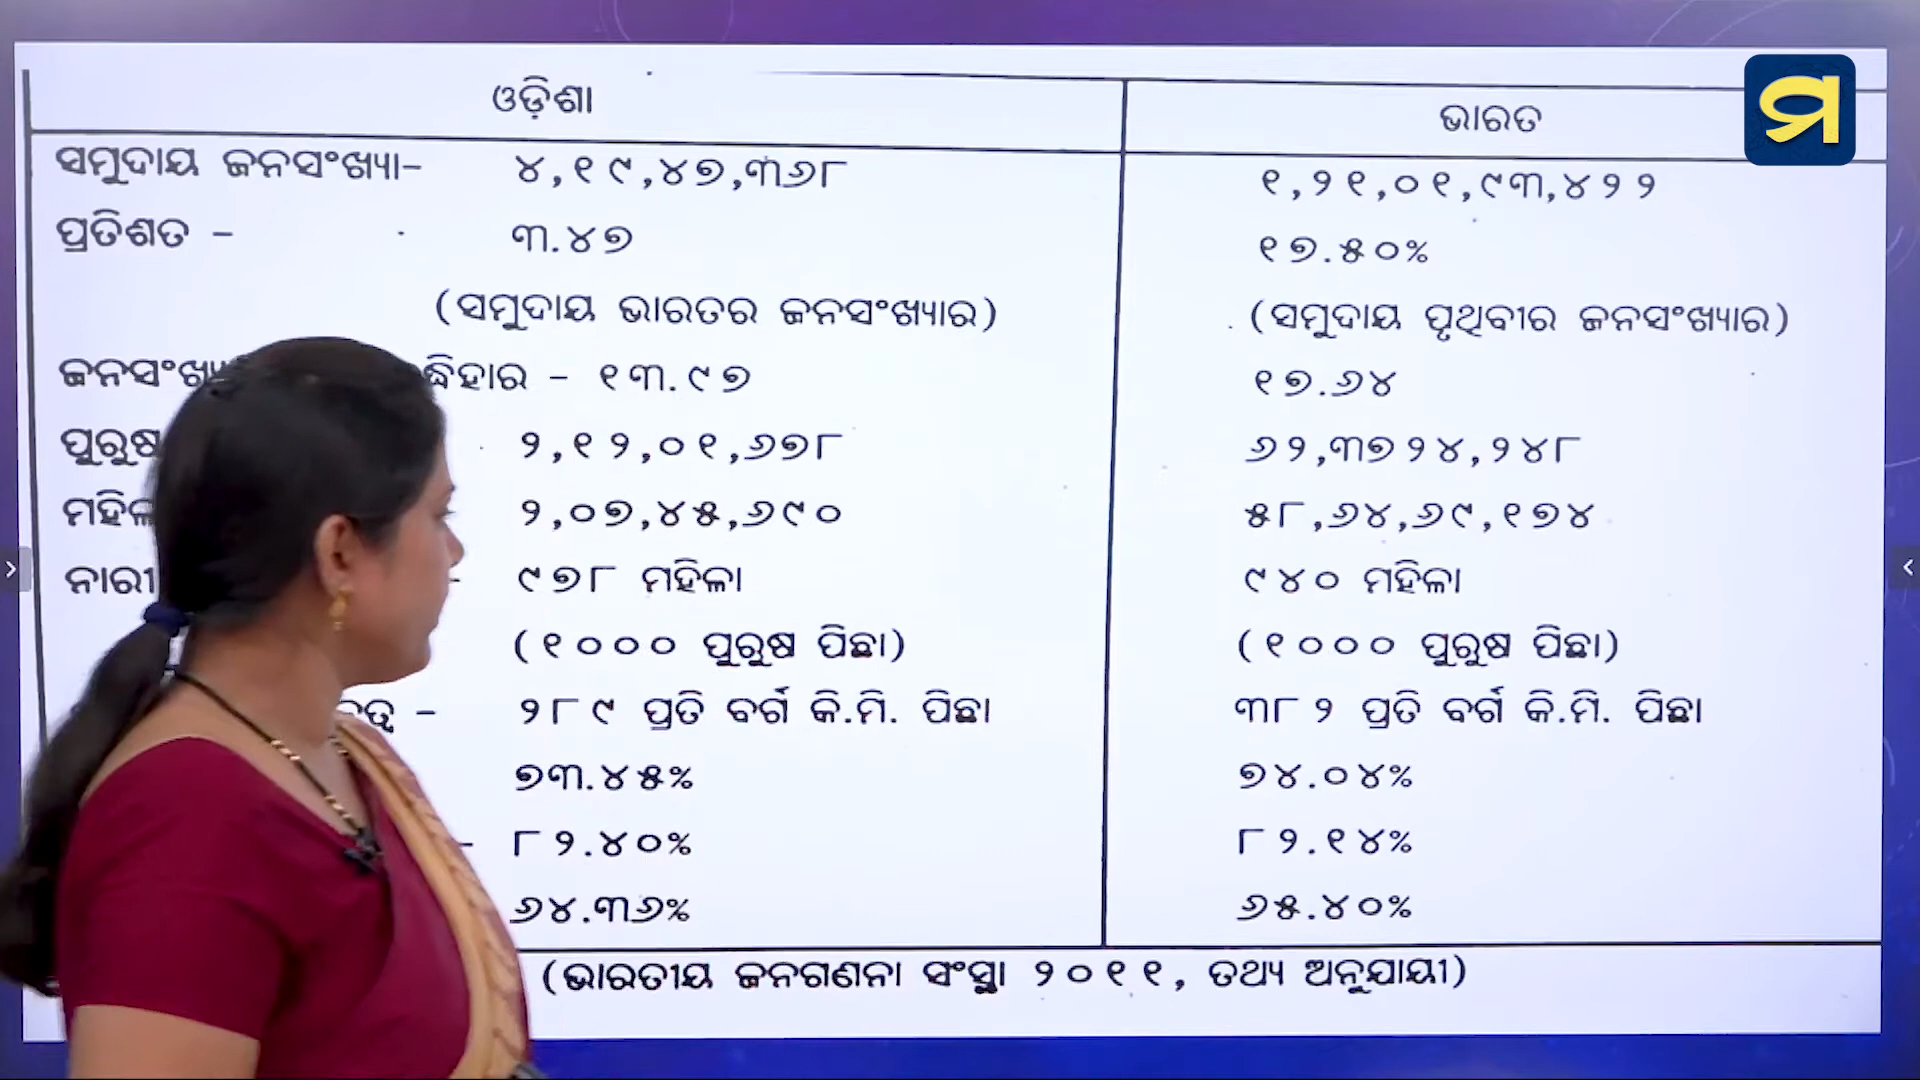 ଓଡ଼ିଶା ଭାରତ
ମ
ସମୁଦାୟ ଜନସଂଖ୍ୟା- ୪,୧୯,୪୭,୩୬୮ ୧,୨୧,୦୧,୯୩,୪୨୨
ପ୍ରତିଶତ - ୩.୪୭ ୧୭.୫୦%
(ସମୁଦାୟ ଭାରତର ଜନସଂଖ୍ୟାର) (ସମୁଦାୟ ପୃଥିବୀର ଜନସଂଖ୍ୟାର)
- ୧୩.୯୭ ୧୭.୬୪
ପୁରୁଷ ୨,୧୨,୦୧,୬୭୮ ୬୨,୩୭୨୪,୨୪୮
୨,୦୭,୪୫,୬୯୦ ୫୮,୬୪,୬୯,୧୭୪
ନାରୀ - ୯୭୮ ମହିଳା ୯୪୦ ମହିଳା
(୧୦୦୦ ପୁରୁଷ ପିଛା) (୧୦୦୦ ପୁରୁଷ ପିଛା)
- ୨୮୯ ପ୍ରତି ବର୍ଗ କି.ମି. ପିଛା ୩୮୨ ପ୍ରତି ବର୍ଗ କି.ମି. ପିଛା
୭୩.୪୫% ୭୪.୦୪%
- ୮୨.୪୦% ୮୨.୧୪%
୬୪.୩୬% ୬୫.୪୦%
(ଭାରତୀୟ ଜନଗଣନା ସଂସ୍ଥା ୨୦୧୧, ତଥ୍ୟ ଅନୁଯାୟୀ)